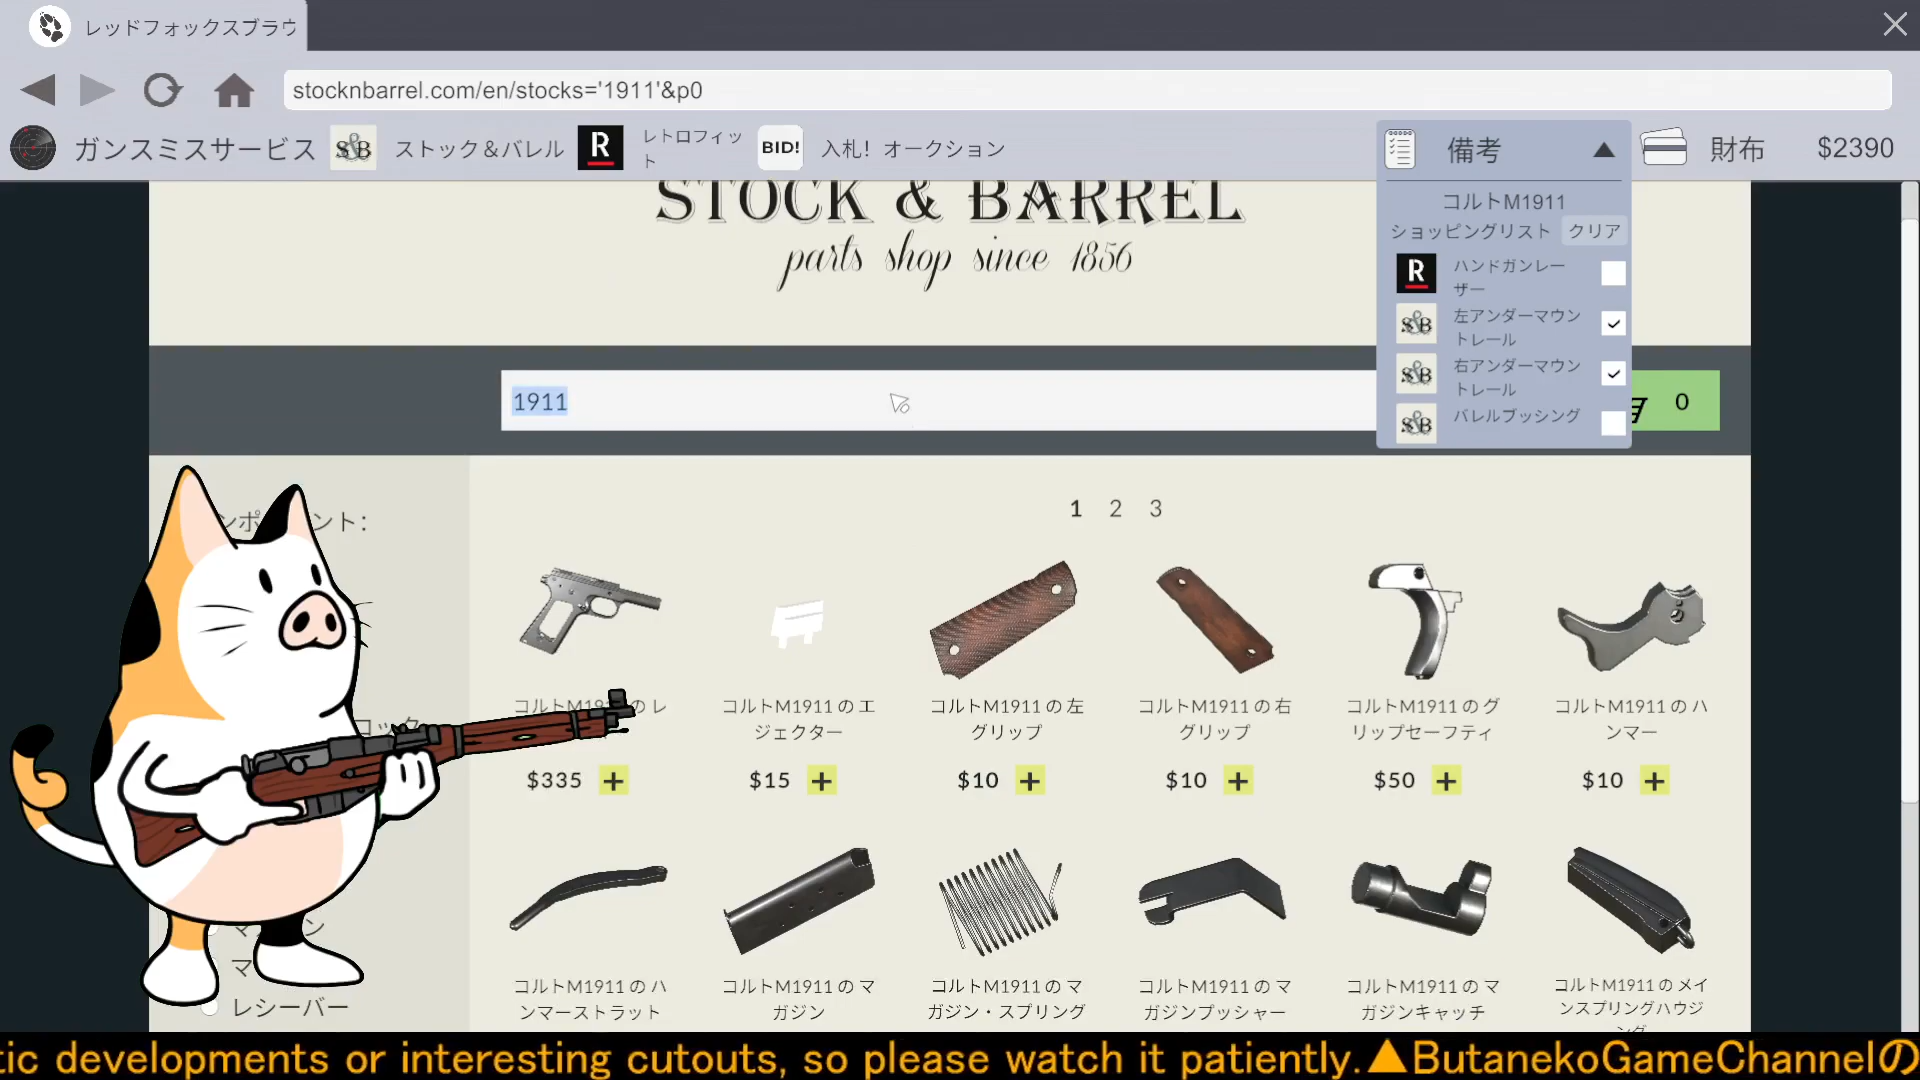 レッドフォックスブラウ
stocknbarrel.com/en/stocks='1911'&p0
ガンスミスサービス
S&B ストック&バレル
R レトロフィット
BID! 入札! オークション
備考
財布 $2390
コルトM1911
ショッピングリスト クリア
R ハンドガンレーザー
S&B 左アンダーマウントレール
S&B 右アンダーマウントレール
S&B バレルブッシング
STOCK & BARREL
parts shop since 1856
1911
0
1 2 3
コルトM1911 の エジェクター
コルトM1911 の 左グリップ
コルトM1911 の 右グリップ
コルトM1911 の グリップセーフティ
コルトM1911 の ハンマー
$335 +
$15 +
$10 +
$10 +
$50 +
$10 +
コルトM1911 の ハンマーストラット
コルトM1911 の マガジン
コルトM1911 の マガジン・スプリング
コルトM1911 の マガジンプッシャー
コルトM1911 の マガジンキャッチ
コルトM1911 の メインスプリングハウジング
レシーバー
tic developments or interesting cutouts, so please watch it patiently.▲ButanekoGameChannelの